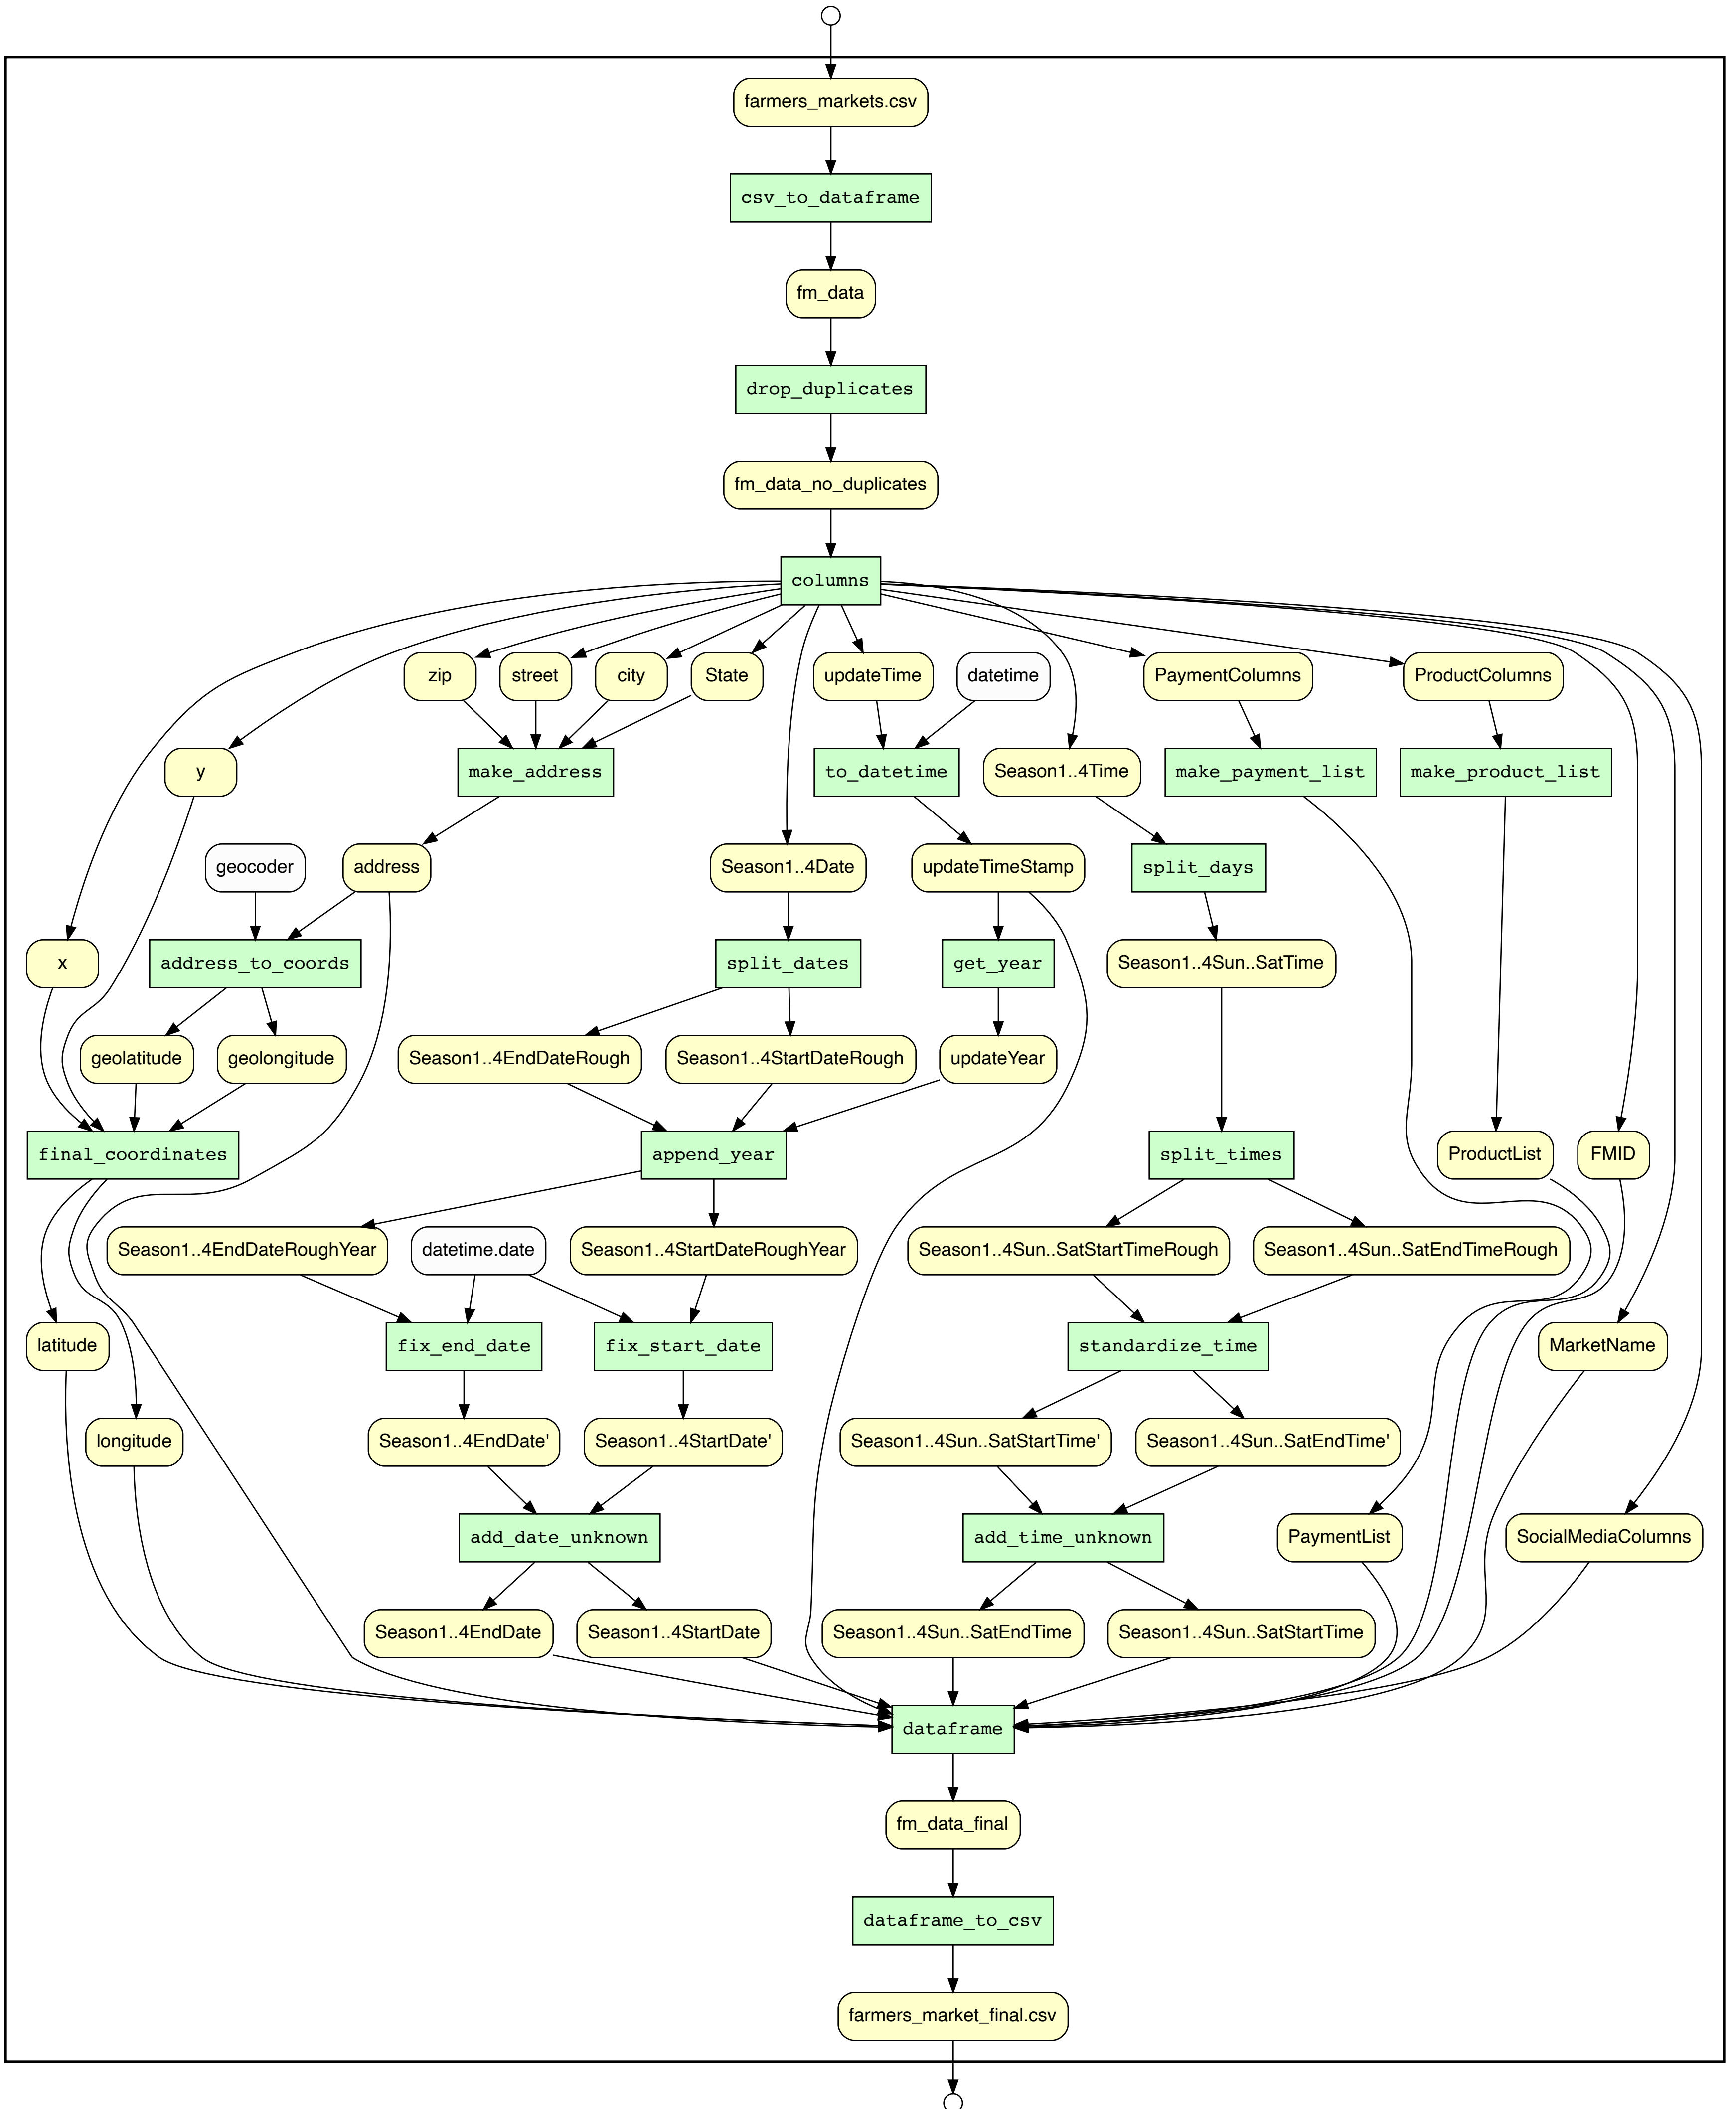 farmers_markets.csv
csv_to_dataframe
fm_data
drop_duplicates
fm_data_no_duplicates
columns
zip
street
city
State
updateTime
datetime
PaymentColumns
ProductColumns
y
make_address
to_datetime
Season1..4Time
make_payment_list
make_product_list
geocoder
address
Season1..4Date
updateTimeStamp
split_days
x
address_to_coords
split_dates
get_year
Season1..4Sun..SatTime
geolatitude
geolongitude
Season1..4EndDateRough
Season1..4StartDateRough
updateYear
final_coordinates
append_year
split_times
ProductList
FMID
Season1..4EndDateRoughYear
datetime.date
Season1..4StartDateRoughYear
Season1..4Sun..SatStartTimeRough
Season1..4Sun..SatEndTimeRough
latitude
fix_end_date
fix_start_date
standardize_time
MarketName
longitude
Season1..4EndDate'
Season1..4StartDate'
Season1..4Sun..SatStartTime'
Season1..4Sun..SatEndTime'
add_date_unknown
add_time_unknown
PaymentList
SocialMediaColumns
Season1..4EndDate
Season1..4StartDate
Season1..4Sun..SatEndTime
Season1..4Sun..SatStartTime
dataframe
fm_data_final
dataframe_to_csv
farmers_market_final.csv